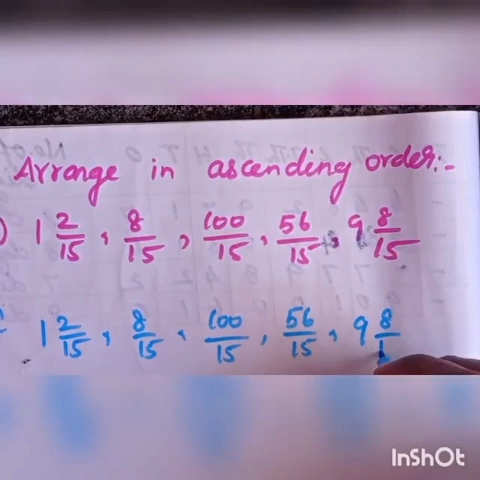 Arrange in ascending order:-
) 1 2/15, 8/15, 100/15, 56/15, 9 8/15
1 2/15, 8/15, 100/15, 56/15, 9 8/1
InShOt